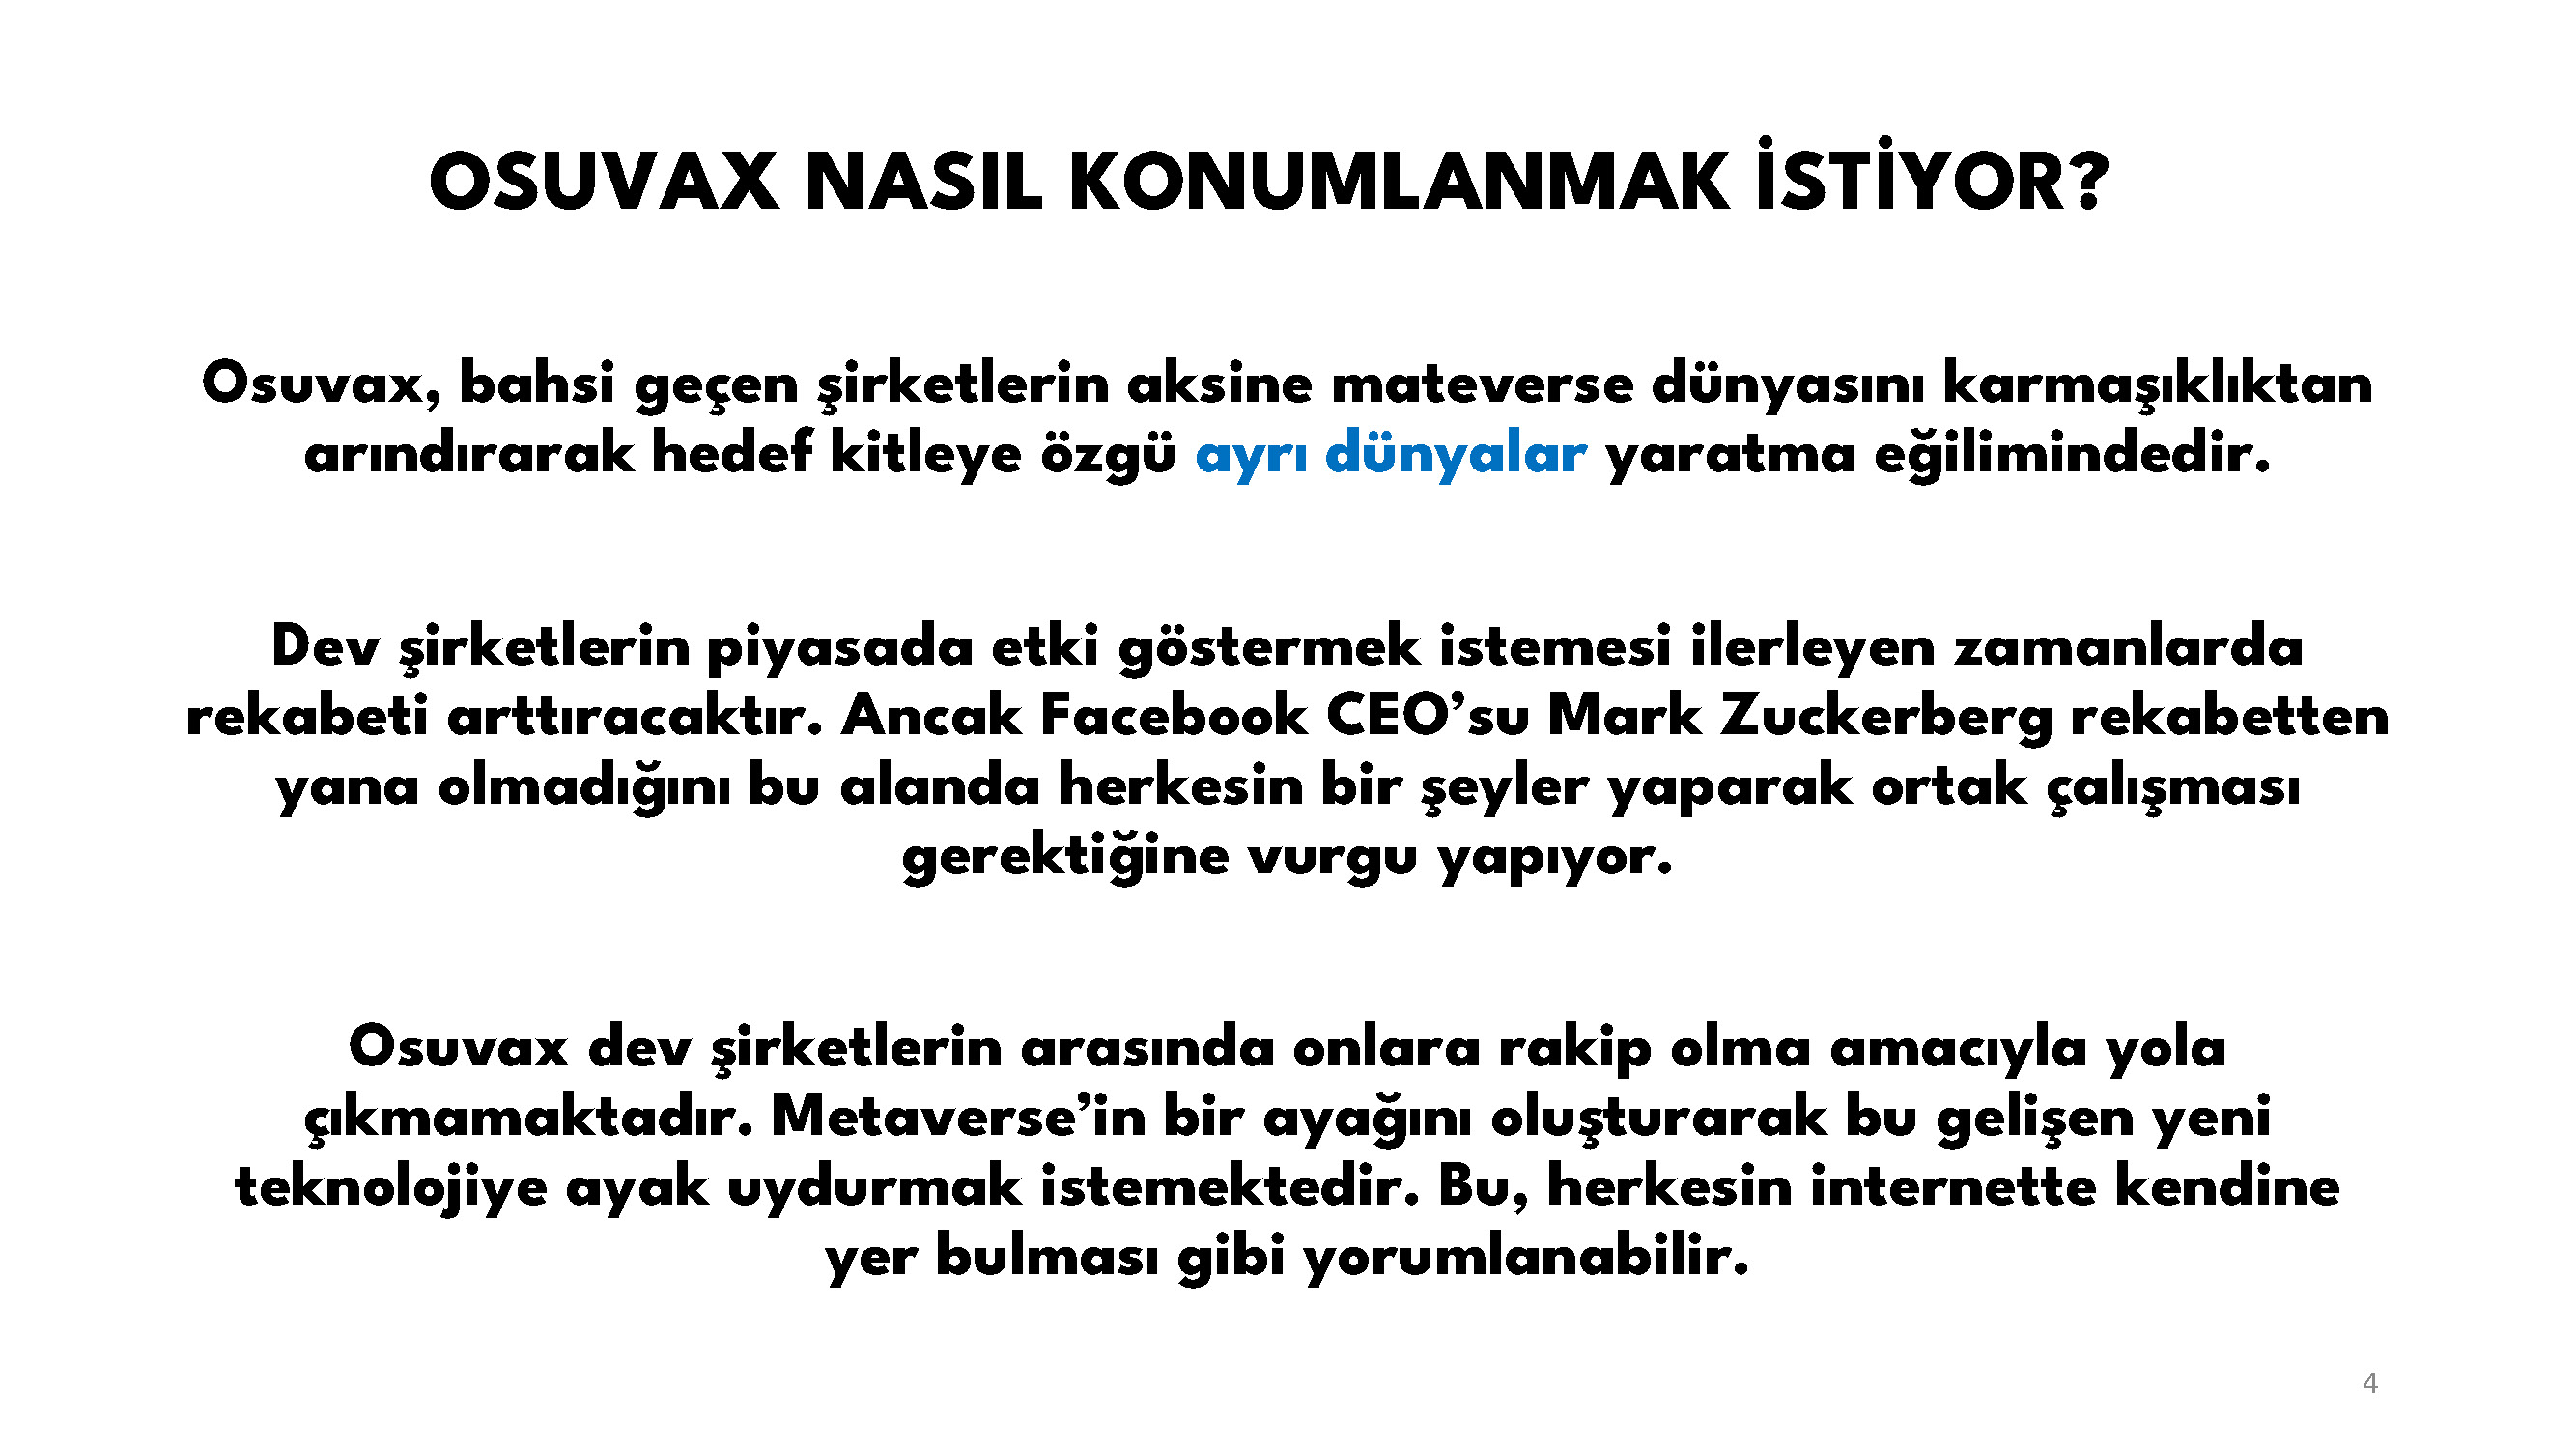 OSUVAX NASIL KONUMLANMAK İSTİYOR?
Osuvax, bahsi geçen şirketlerin aksine mateverse dünyasını karmaşıklıktan
arındırarak hedef kitleye özgü ayrı dünyalar yaratma eğilimindedir.
Dev şirketlerin piyasada etki göstermek istemesi ilerleyen zamanlarda
rekabeti arttıracaktır. Ancak Facebook CEO’su Mark Zuckerberg rekabetten
yana olmadığını bu alanda herkesin bir şeyler yaparak ortak çalışması
gerektiğine vurgu yapıyor.
Osuvax dev şirketlerin arasında onlara rakip olma amacıyla yola
çıkmamaktadır. Metaverse’in bir ayağını oluşturarak bu gelişen yeni
teknolojiye ayak uydurmak istemektedir. Bu, herkesin internette kendine
yer bulması gibi yorumlanabilir.
4